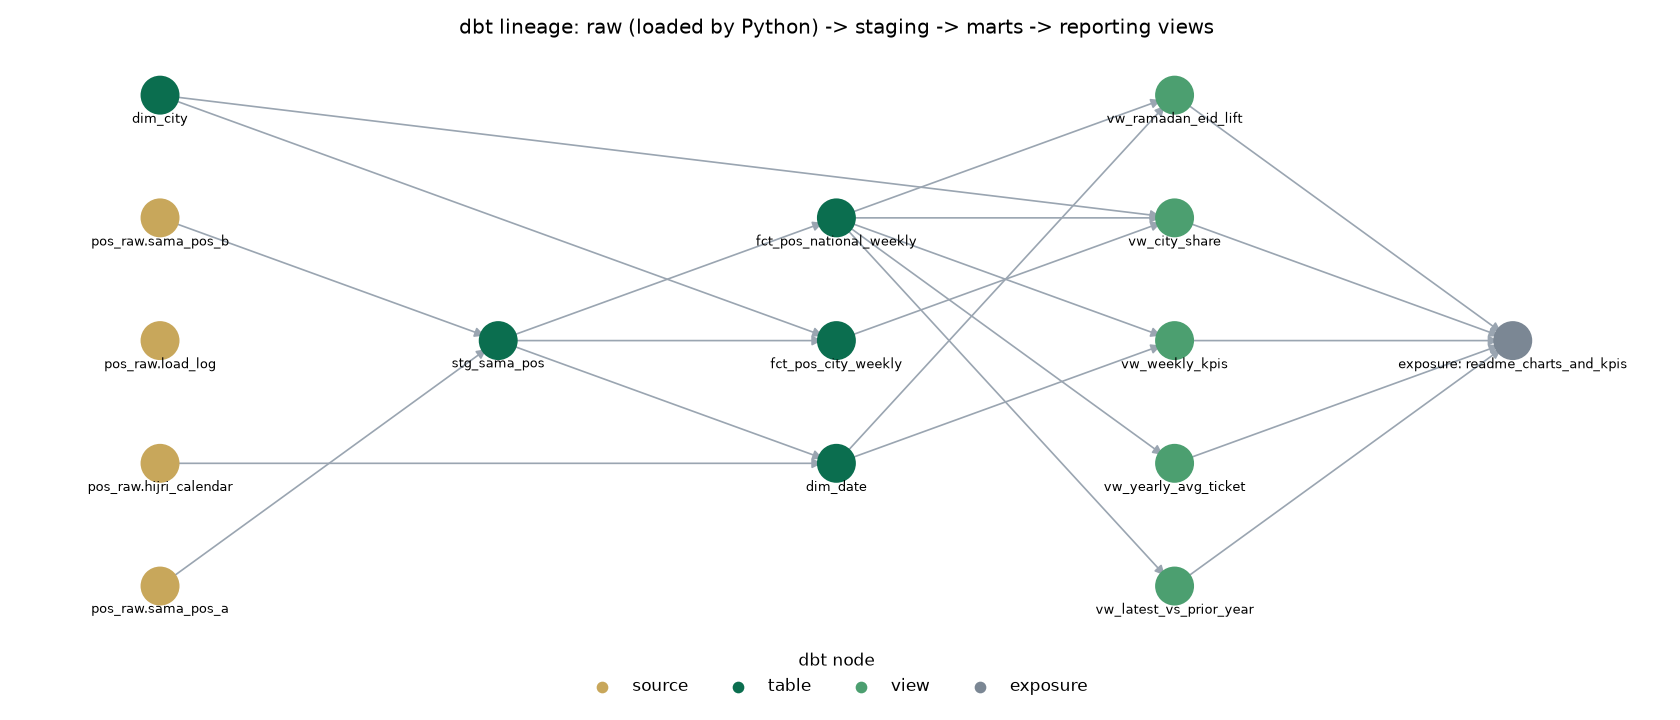 dbt lineage: raw (loaded by Python) -> staging -> marts -> reporting views
dim_city
vw_ramadan_eid_lift
pos_raw.sama_pos_b
fct_pos_national_weekly
vw_city_share
pos_raw.load_log
stg_sama_pos
fct_pos_city_weekly
vw_weekly_kpis
exposure: readme_charts_and_kpis
pos_raw.hijri_calendar
dim_date
vw_yearly_avg_ticket
pos_raw.sama_pos_a
vw_latest_vs_prior_year
dbt node
source
table
view
exposure